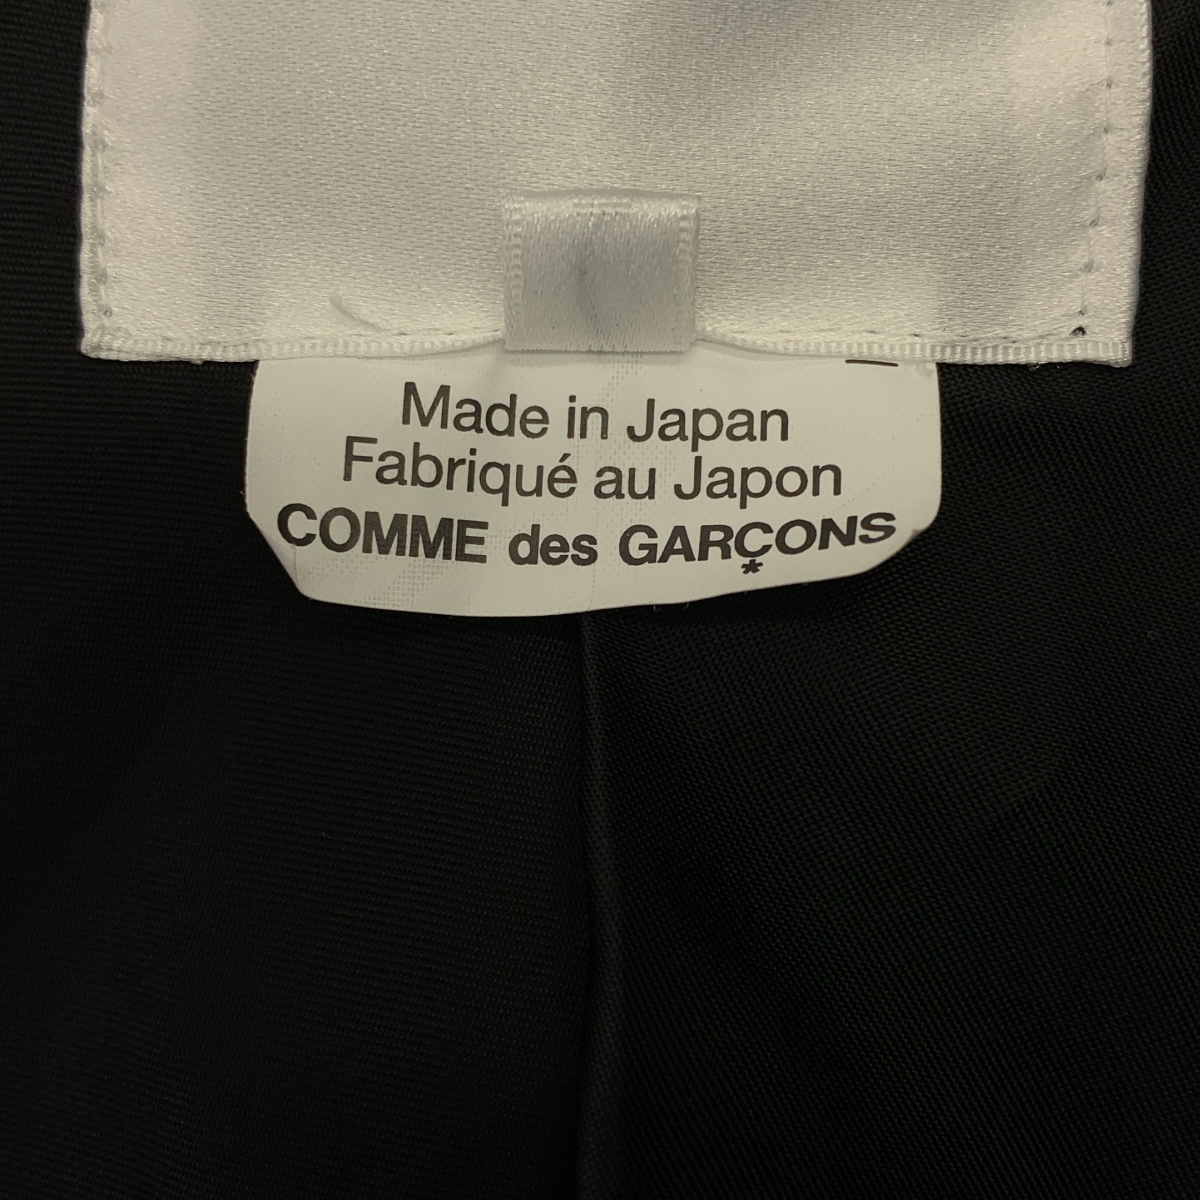 Made in Japan
Fabriqué au Japon
COMME des GARÇONS
*